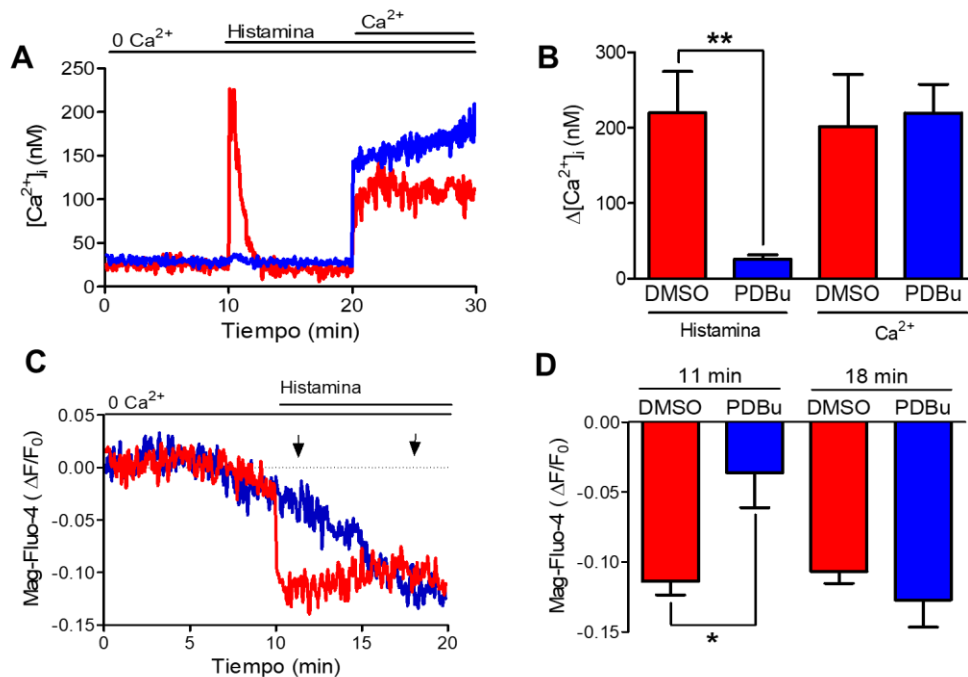 A
0 Ca²⁺
Histamina
Ca²⁺
[Ca²⁺]ᵢ (nM)
250
200
150
100
50
0
0
10
20
30
Tiempo (min)
B
**
Δ[Ca²⁺]ᵢ (nM)
300
200
100
0
DMSO
PDBu
DMSO
PDBu
Histamina
Ca²⁺
C
0 Ca²⁺
Histamina
Mag-Fluo-4 ( ΔF/F₀)
0.05
0.00
-0.05
-0.10
-0.15
0
5
10
15
20
Tiempo (min)
D
11 min
18 min
DMSO
PDBu
DMSO
PDBu
Mag-Fluo-4 ( ΔF/F₀)
0.00
-0.05
-0.10
-0.15
*